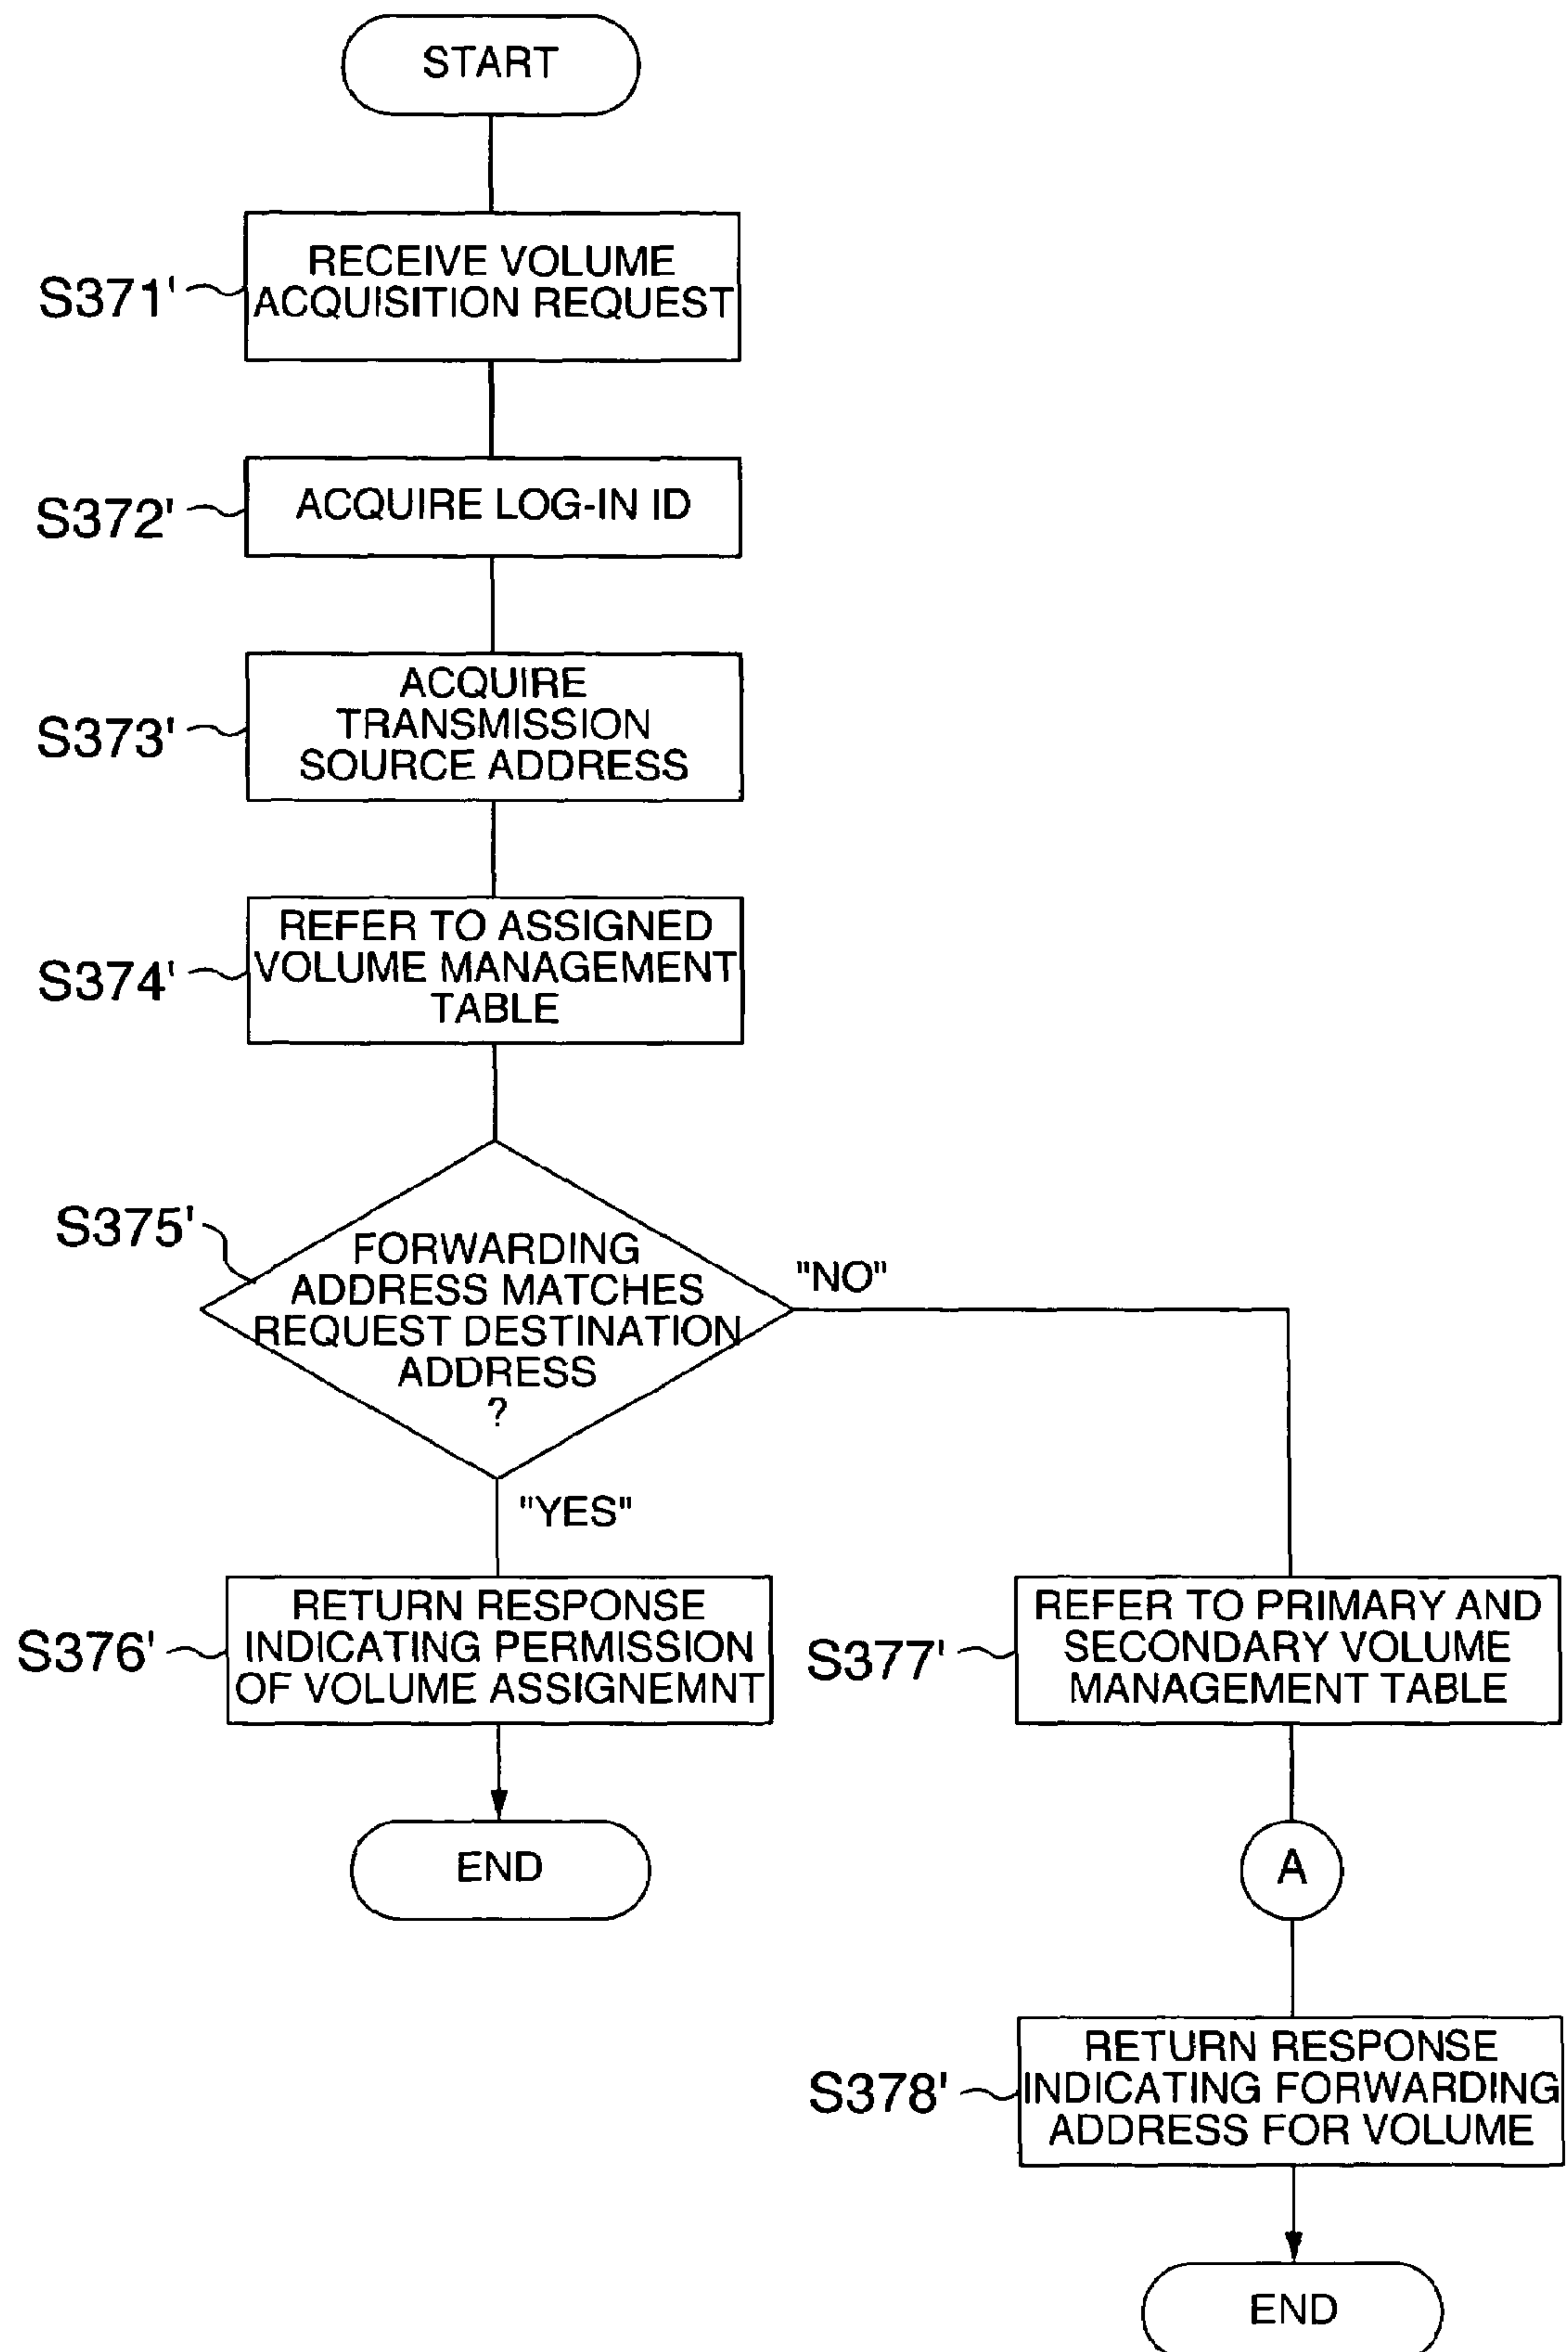 START
RECEIVE VOLUME
ACQUISITION REQUEST
S371'
ACQUIRE LOG-IN ID
S372'
ACQUIRE
TRANSMISSION
SOURCE ADDRESS
S373'
REFER TO ASSIGNED
VOLUME MANAGEMENT
TABLE
S374'
S375'
FORWARDING
ADDRESS MATCHES
REQUEST DESTINATION
ADDRESS
?
"NO"
"YES"
RETURN RESPONSE
INDICATING PERMISSION
OF VOLUME ASSIGNEMNT
S376'
END
REFER TO PRIMARY AND
SECONDARY VOLUME
MANAGEMENT TABLE
S377'
A
RETURN RESPONSE
INDICATING FORWARDING
ADDRESS FOR VOLUME
S378'
END